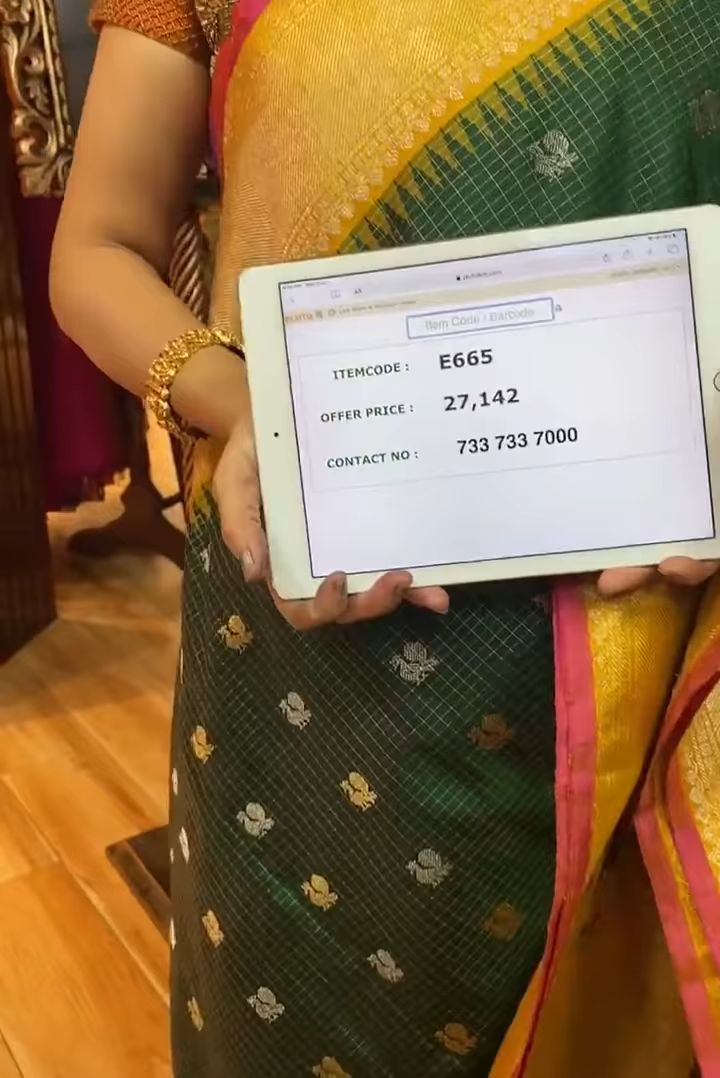 Item Code / Barcode
ITEMCODE : E665
OFFER PRICE : 27,142
CONTACT NO : 733 733 7000